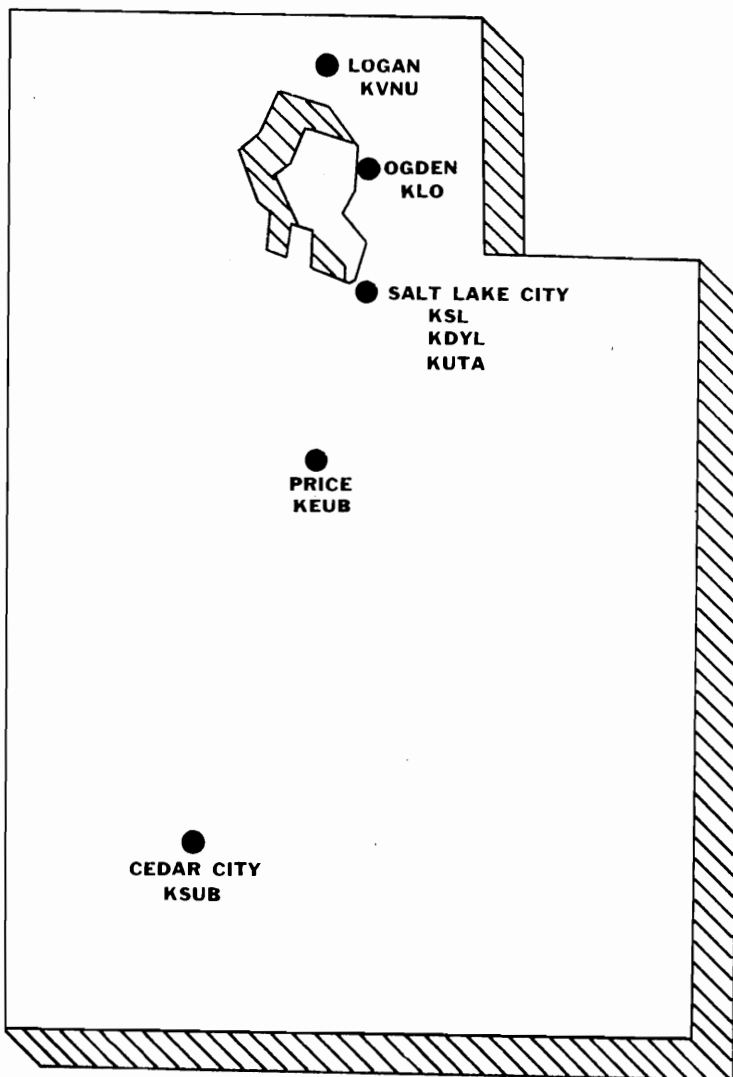 LOGAN
KVNU
OGDEN
KLO
SALT LAKE CITY
KSL
KDYL
KUTA
PRICE
KEUB
CEDAR CITY
KSUB